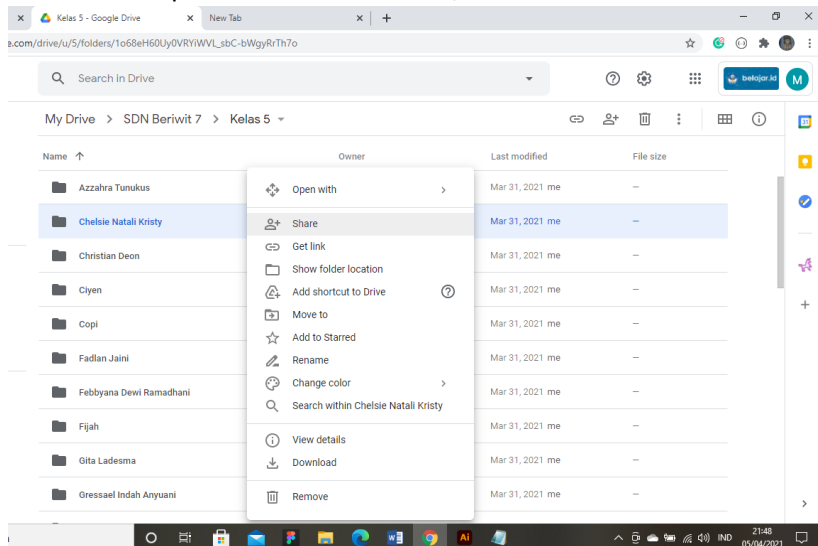 Kelas 5 - Google Drive
New Tab
e.com/drive/u/5/folders/1o68eH60Uy0VRYiWVL_sbC-bWgyRrTh7o
Search in Drive
belajar.id
M
My Drive > SDN Beriwit 7 > Kelas 5
31
Name
Owner
Last modified
File size
Azzahra Tunukus
Mar 31, 2021 me
–
Chelsie Natali Kristy
Mar 31, 2021 me
–
Christian Deon
Mar 31, 2021 me
–
Ciyen
Mar 31, 2021 me
–
Copi
Mar 31, 2021 me
–
Fadlan Jaini
Mar 31, 2021 me
–
Febbyana Dewi Ramadhani
Mar 31, 2021 me
–
Fijah
Mar 31, 2021 me
–
Gita Ladesma
Mar 31, 2021 me
–
Gressael Indah Anyuani
Mar 31, 2021 me
–
Open with
Share
Get link
Show folder location
Add shortcut to Drive
Move to
Add to Starred
Rename
Change color
Search within Chelsie Natali Kristy
View details
Download
Remove
Ai
IND
21:48
05/04/2021